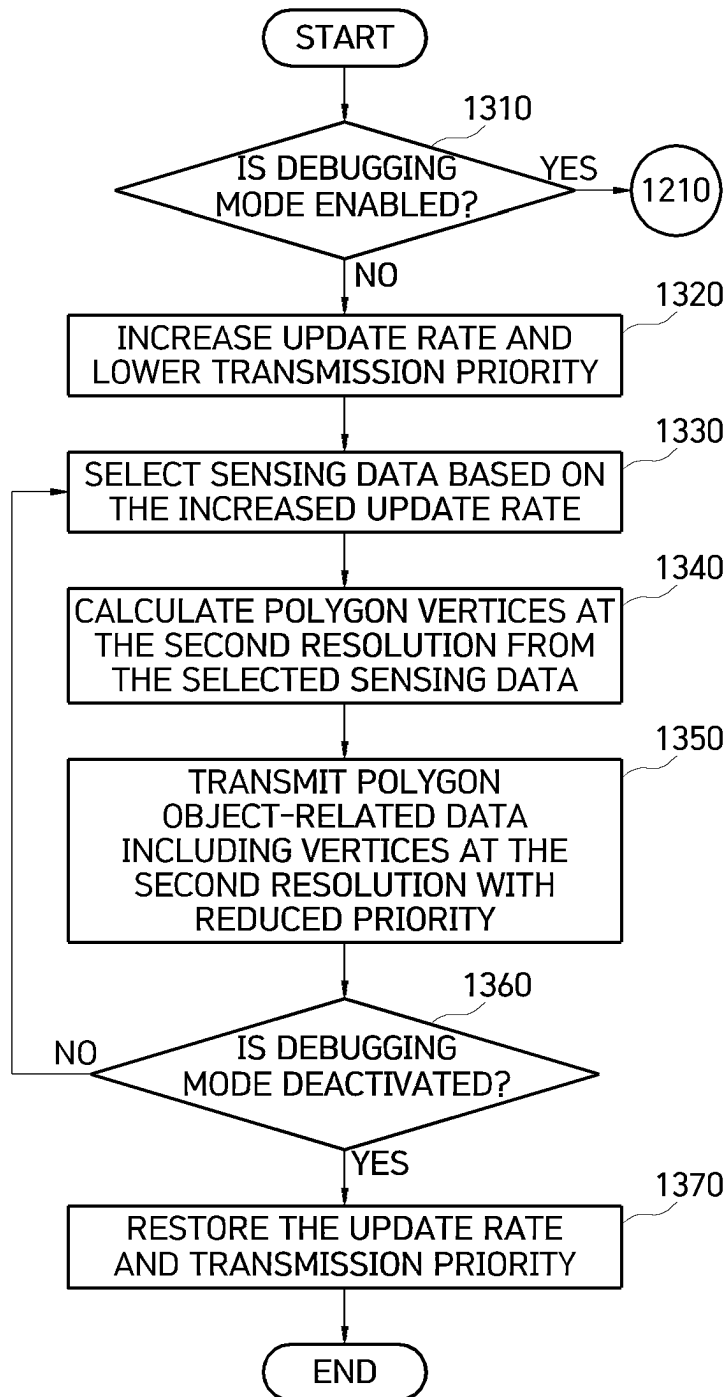 START
1310
IS DEBUGGING
MODE ENABLED?
YES
1210
NO
1320
INCREASE UPDATE RATE AND
LOWER TRANSMISSION PRIORITY
1330
SELECT SENSING DATA BASED ON
THE INCREASED UPDATE RATE
1340
CALCULATE POLYGON VERTICES AT
THE SECOND RESOLUTION FROM
THE SELECTED SENSING DATA
1350
TRANSMIT POLYGON
OBJECT-RELATED DATA
INCLUDING VERTICES AT THE
SECOND RESOLUTION WITH
REDUCED PRIORITY
1360
NO
IS DEBUGGING
MODE DEACTIVATED?
YES
1370
RESTORE THE UPDATE RATE
AND TRANSMISSION PRIORITY
END